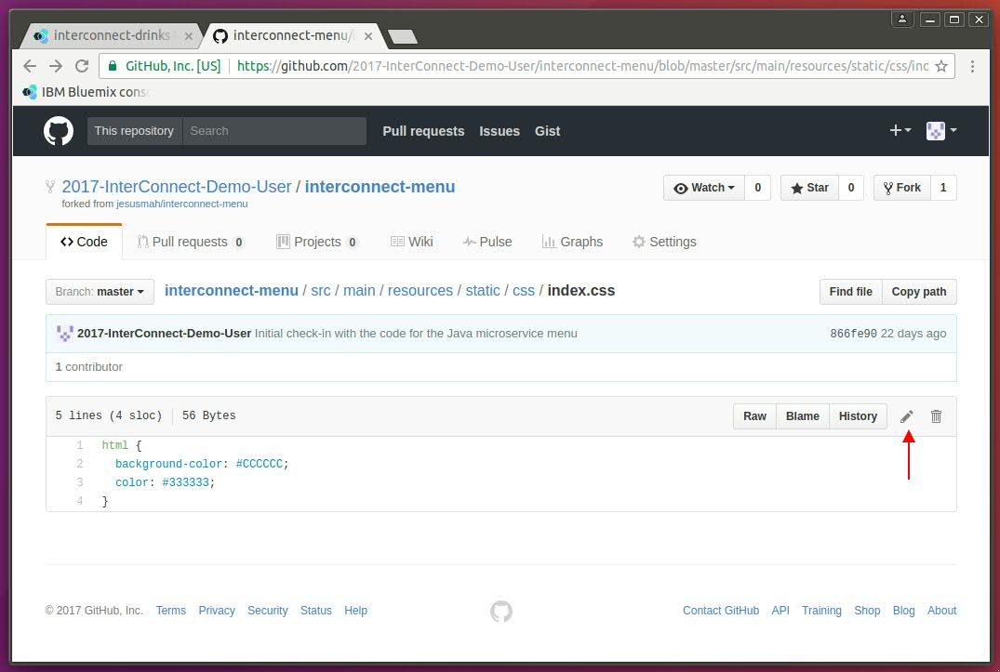 interconnect-drinks
interconnect-menu/
GitHub, Inc. [US]
https://github.com/2017-InterConnect-Demo-User/interconnect-menu/blob/master/src/main/resources/static/css/ind
IBM Bluemix cons
This repository
Search
Pull requests
Issues
Gist
2017-InterConnect-Demo-User / interconnect-menu
forked from jesusmah/interconnect-menu
Watch
0
Star
0
Fork
1
Code
Pull requests 0
Projects 0
Wiki
Pulse
Graphs
Settings
Branch: master
interconnect-menu / src / main / resources / static / css / index.css
Find file
Copy path
2017-InterConnect-Demo-User Initial check-in with the code for the Java microservice menu
866fe90 22 days ago
1 contributor
5 lines (4 sloc)
56 Bytes
Raw
Blame
History
1 html {
2 background-color: #CCCCCC;
3 color: #333333;
4 }
© 2017 GitHub, Inc.
Terms
Privacy
Security
Status
Help
Contact GitHub
API
Training
Shop
Blog
About